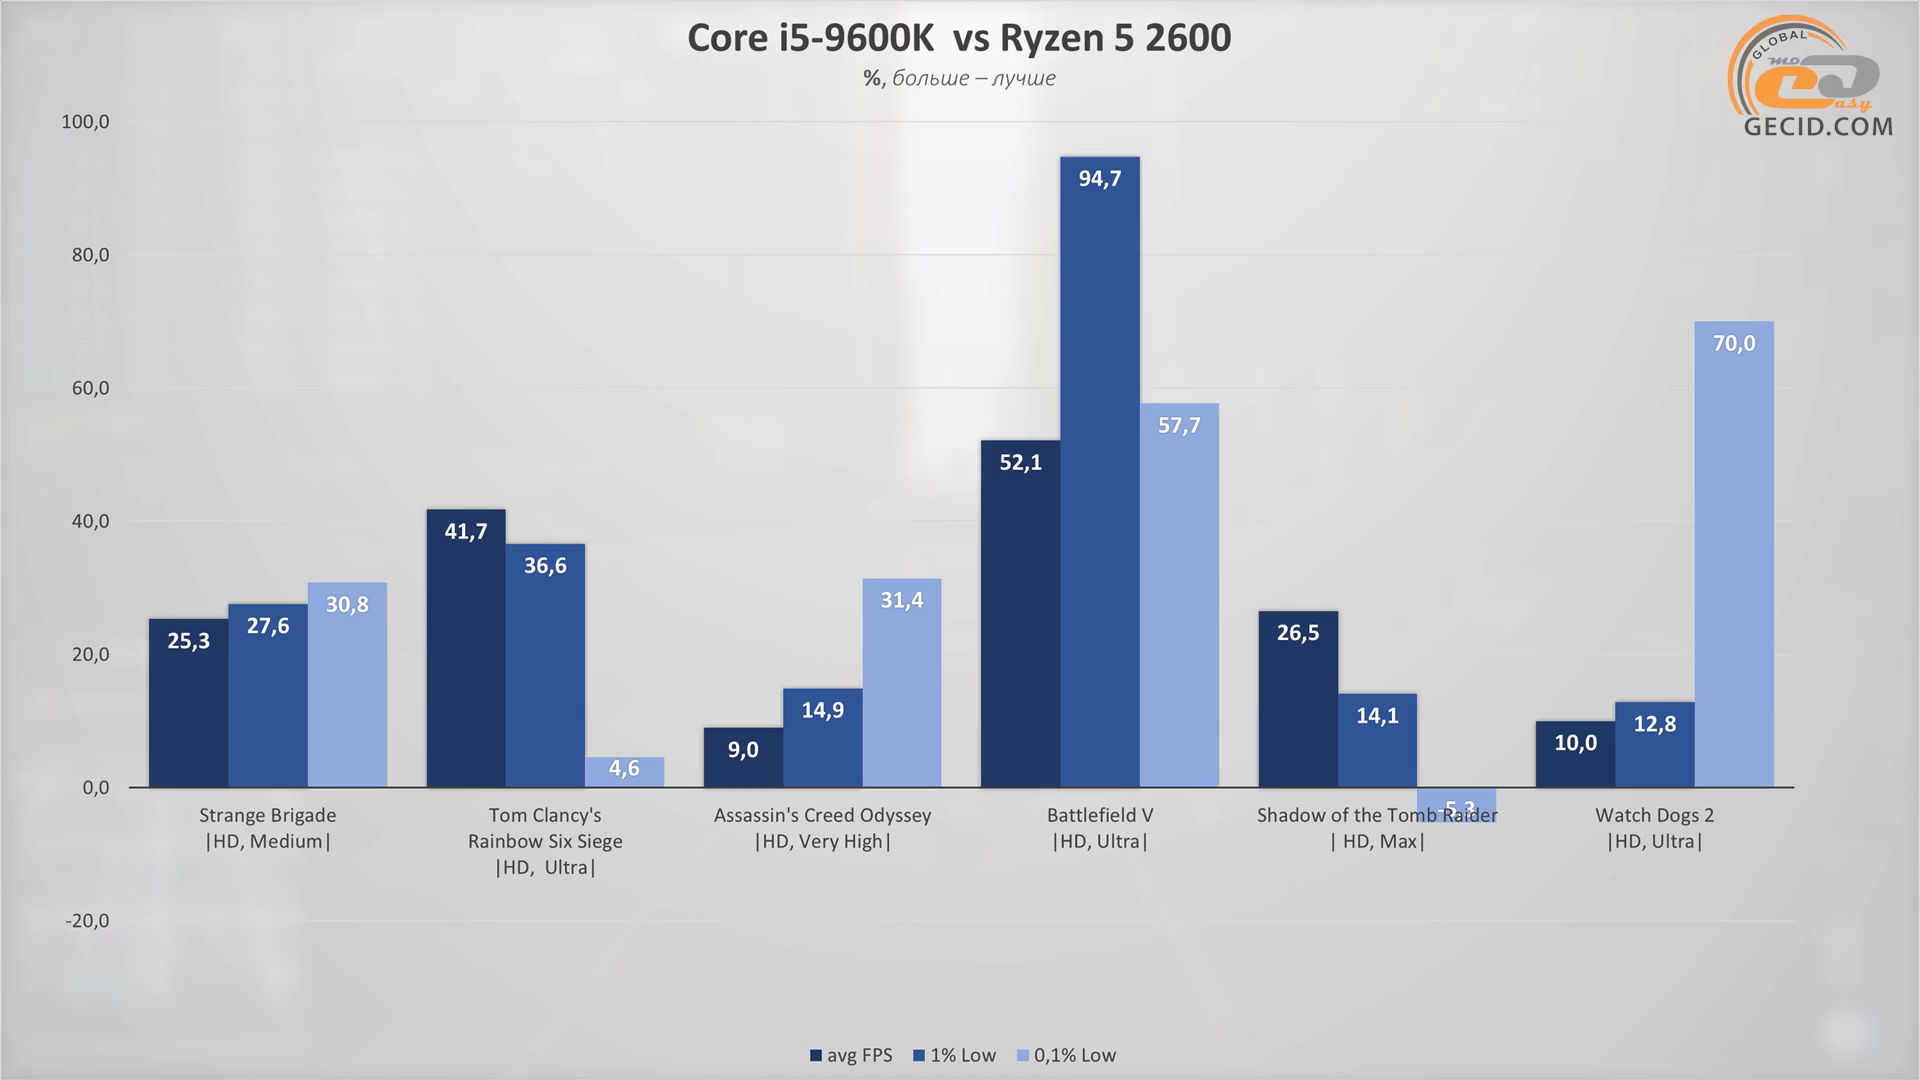 Core i5-9600K vs Ryzen 5 2600
%, больше – лучше
GLOBAL
mo
easy
GECID.COM
100,0
80,0
60,0
40,0
20,0
0,0
-20,0
25,3
27,6
30,8
41,7
36,6
4,6
9,0
14,9
31,4
52,1
94,7
57,7
26,5
14,1
-5,3
10,0
12,8
70,0
Strange Brigade
|HD, Medium|
Tom Clancy's
Rainbow Six Siege
|HD, Ultra|
Assassin's Creed Odyssey
|HD, Very High|
Battlefield V
|HD, Ultra|
Shadow of the Tomb Raider
| HD, Max|
Watch Dogs 2
|HD, Ultra|
avg FPS
1% Low
0,1% Low